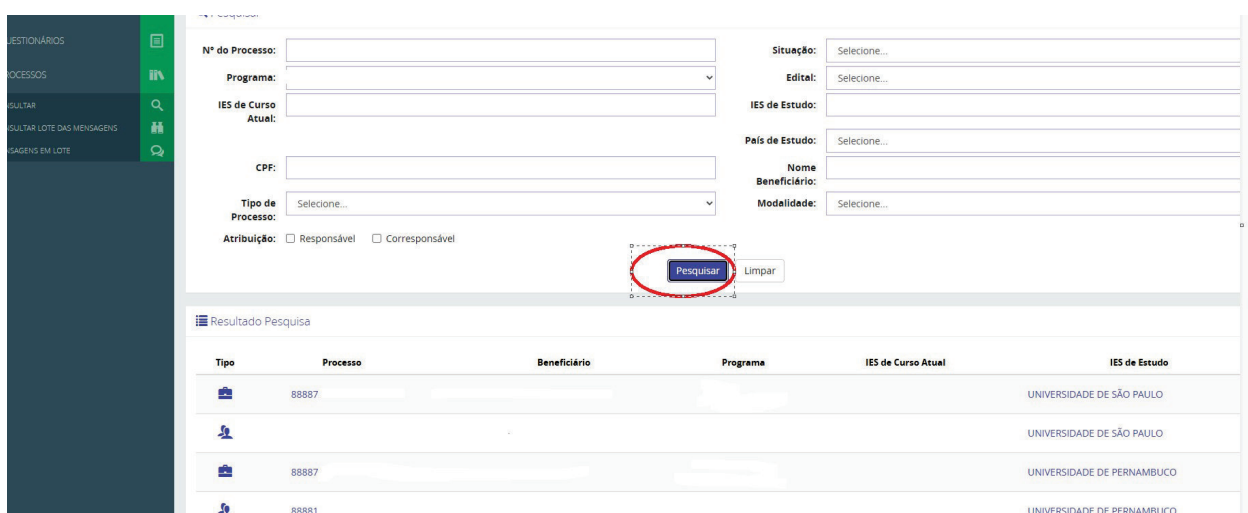 UESTIONÁRIOS
OCESSOS
NSULTAR
NSULTAR LOTE DAS MENSAGENS
NSAGENS EM LOTE
Nº do Processo:
Situação: Selecione...
Programa:
Edital: Selecione...
IES de Curso
Atual:
IES de Estudo:
País de Estudo: Selecione...
CPF:
Nome
Beneficiário:
Tipo de
Processo:
Selecione...
Modalidade: Selecione...
Atribuição: Responsável Corresponsável
Pesquisar Limpar
Resultado Pesquisa
Tipo Processo Beneficiário Programa IES de Curso Atual IES de Estudo
88887 UNIVERSIDADE DE SÃO PAULO
UNIVERSIDADE DE SÃO PAULO
88887 UNIVERSIDADE DE PERNAMBUCO
88881 UNIVERSIDADE DE PERNAMBUCO